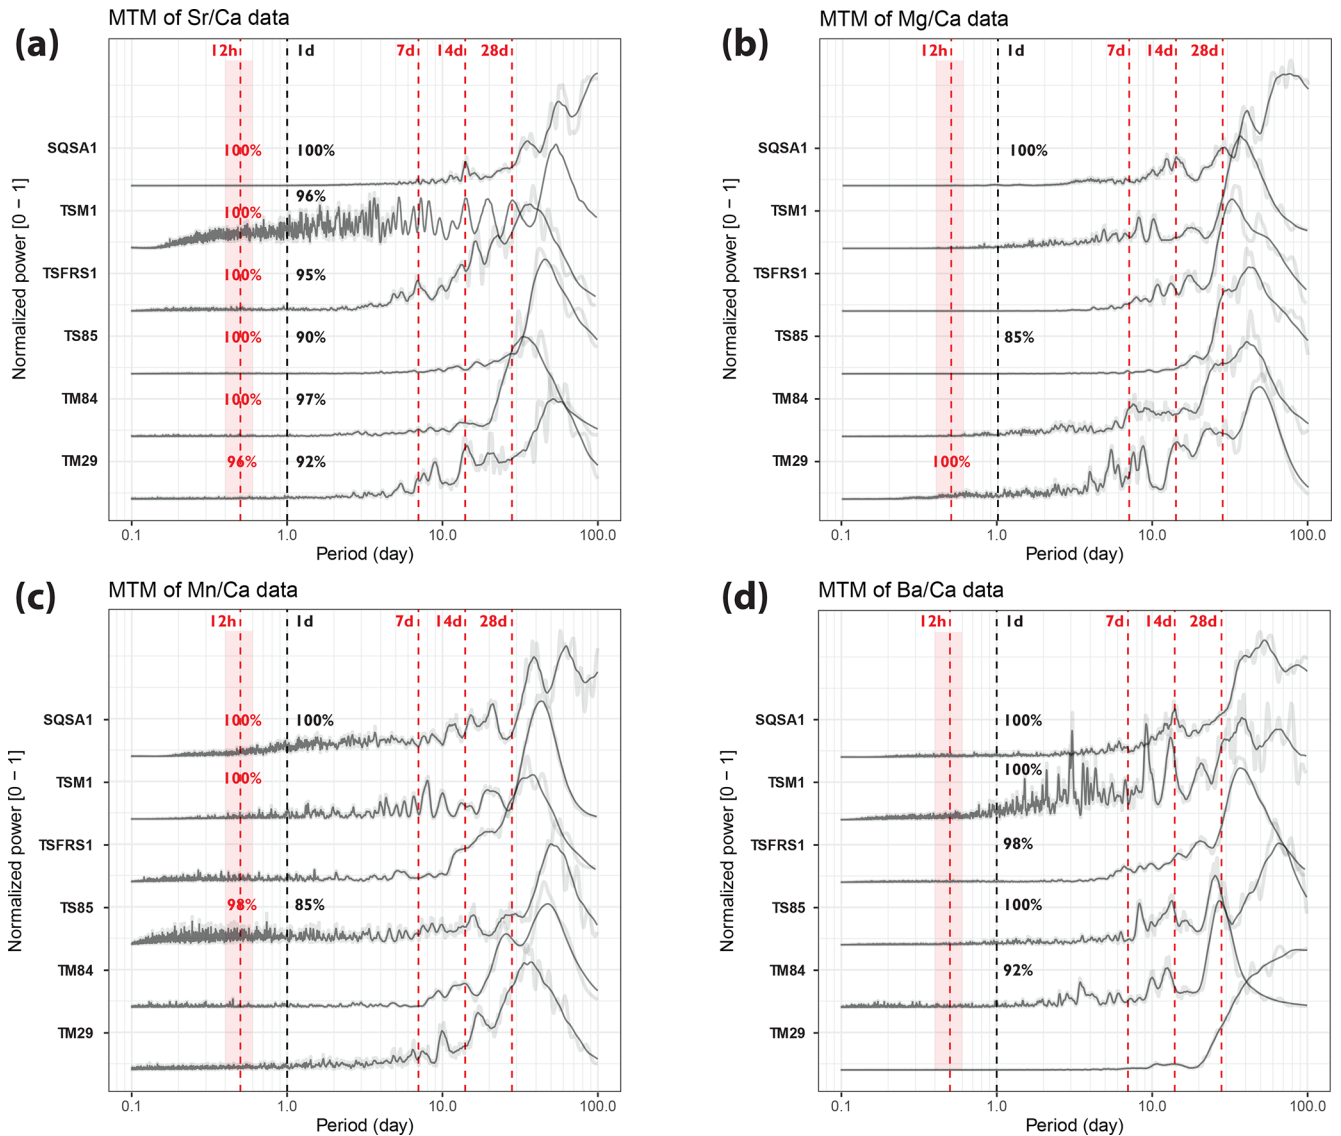 (a)
MTM of Sr/Ca data
12h 1d 7d 14d 28d
SQSA1 100% 100%
96%
TSM1 100%
TSFRS1 100% 95%
TS85 100% 90%
TM84 100% 97%
TM29 96% 92%
Normalized power [0 − 1]
0.1 1.0 10.0 100.0
Period (day)
(b)
MTM of Mg/Ca data
12h 1d 7d 14d 28d
SQSA1 100%
TSM1
TSFRS1
TS85 85%
TM84
TM29 100%
Normalized power [0 − 1]
0.1 1.0 10.0 100.0
Period (day)
(c)
MTM of Mn/Ca data
12h 1d 7d 14d 28d
SQSA1 100% 100%
TSM1 100%
TSFRS1
TS85 98% 85%
TM84
TM29
Normalized power [0 − 1]
0.1 1.0 10.0 100.0
Period (day)
(d)
MTM of Ba/Ca data
12h 1d 7d 14d 28d
SQSA1 100%
TSM1 100%
TSFRS1 98%
TS85 100%
TM84 92%
TM29
Normalized power [0 − 1]
0.1 1.0 10.0 100.0
Period (day)